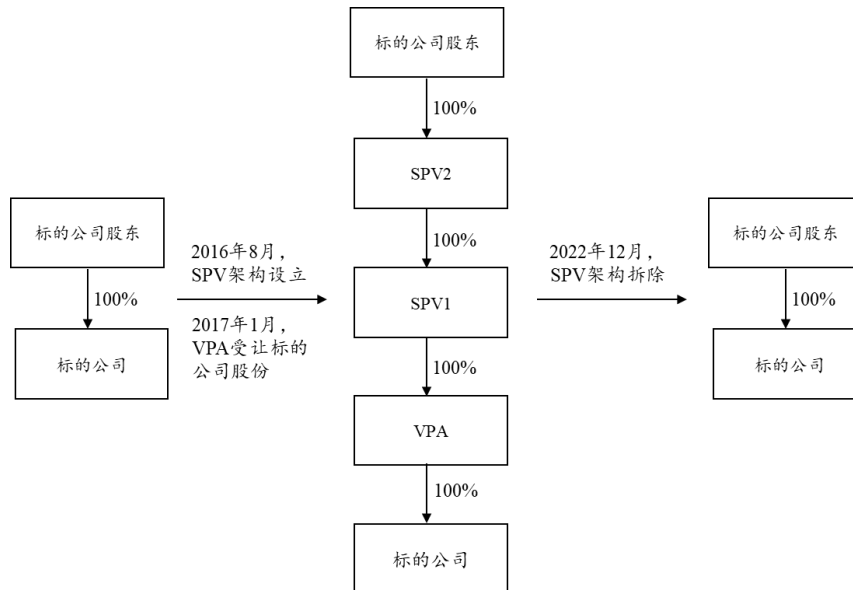 标的公司股东
100%
标的公司
2016年8月，
SPV架构设立
2017年1月，
VPA受让标的
公司股份
标的公司股东
100%
SPV2
100%
SPV1
100%
VPA
100%
标的公司
2022年12月，
SPV架构拆除
标的公司股东
100%
标的公司